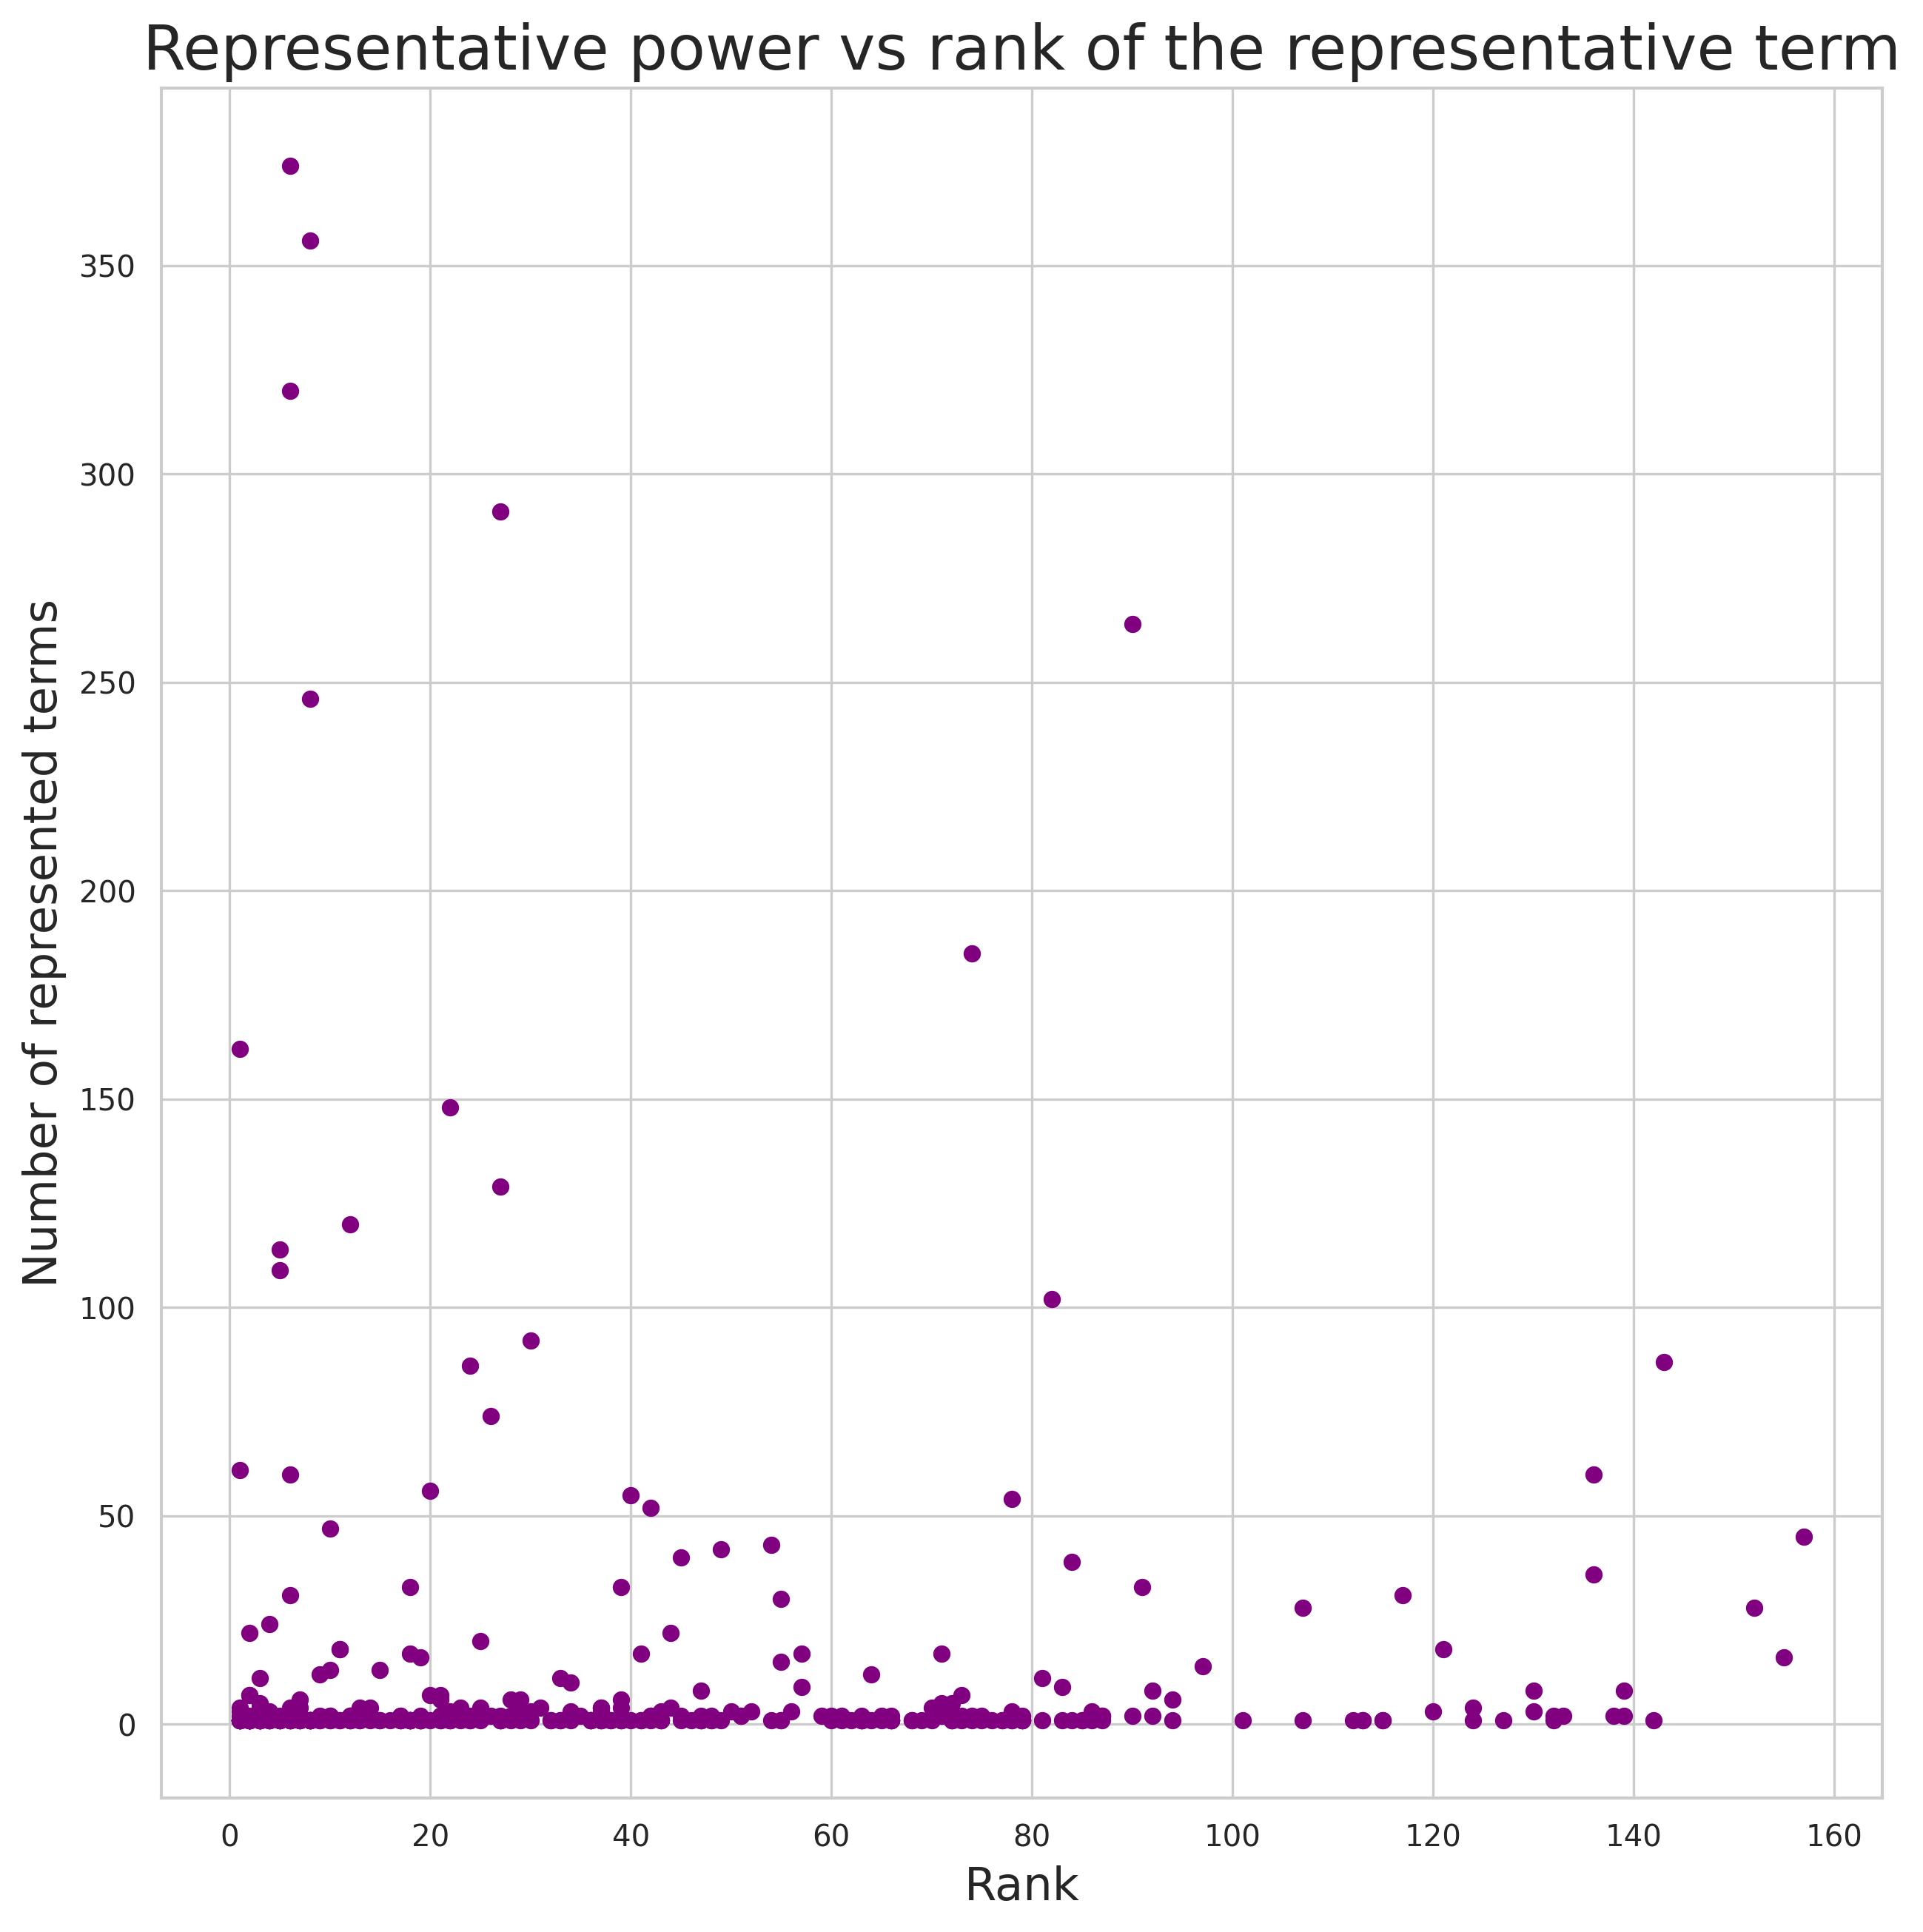 Representative power vs rank of the representative term
350
300
250
200
150
100
50
0
Number of represented terms
0 20 40 60 80 100 120 140 160
Rank